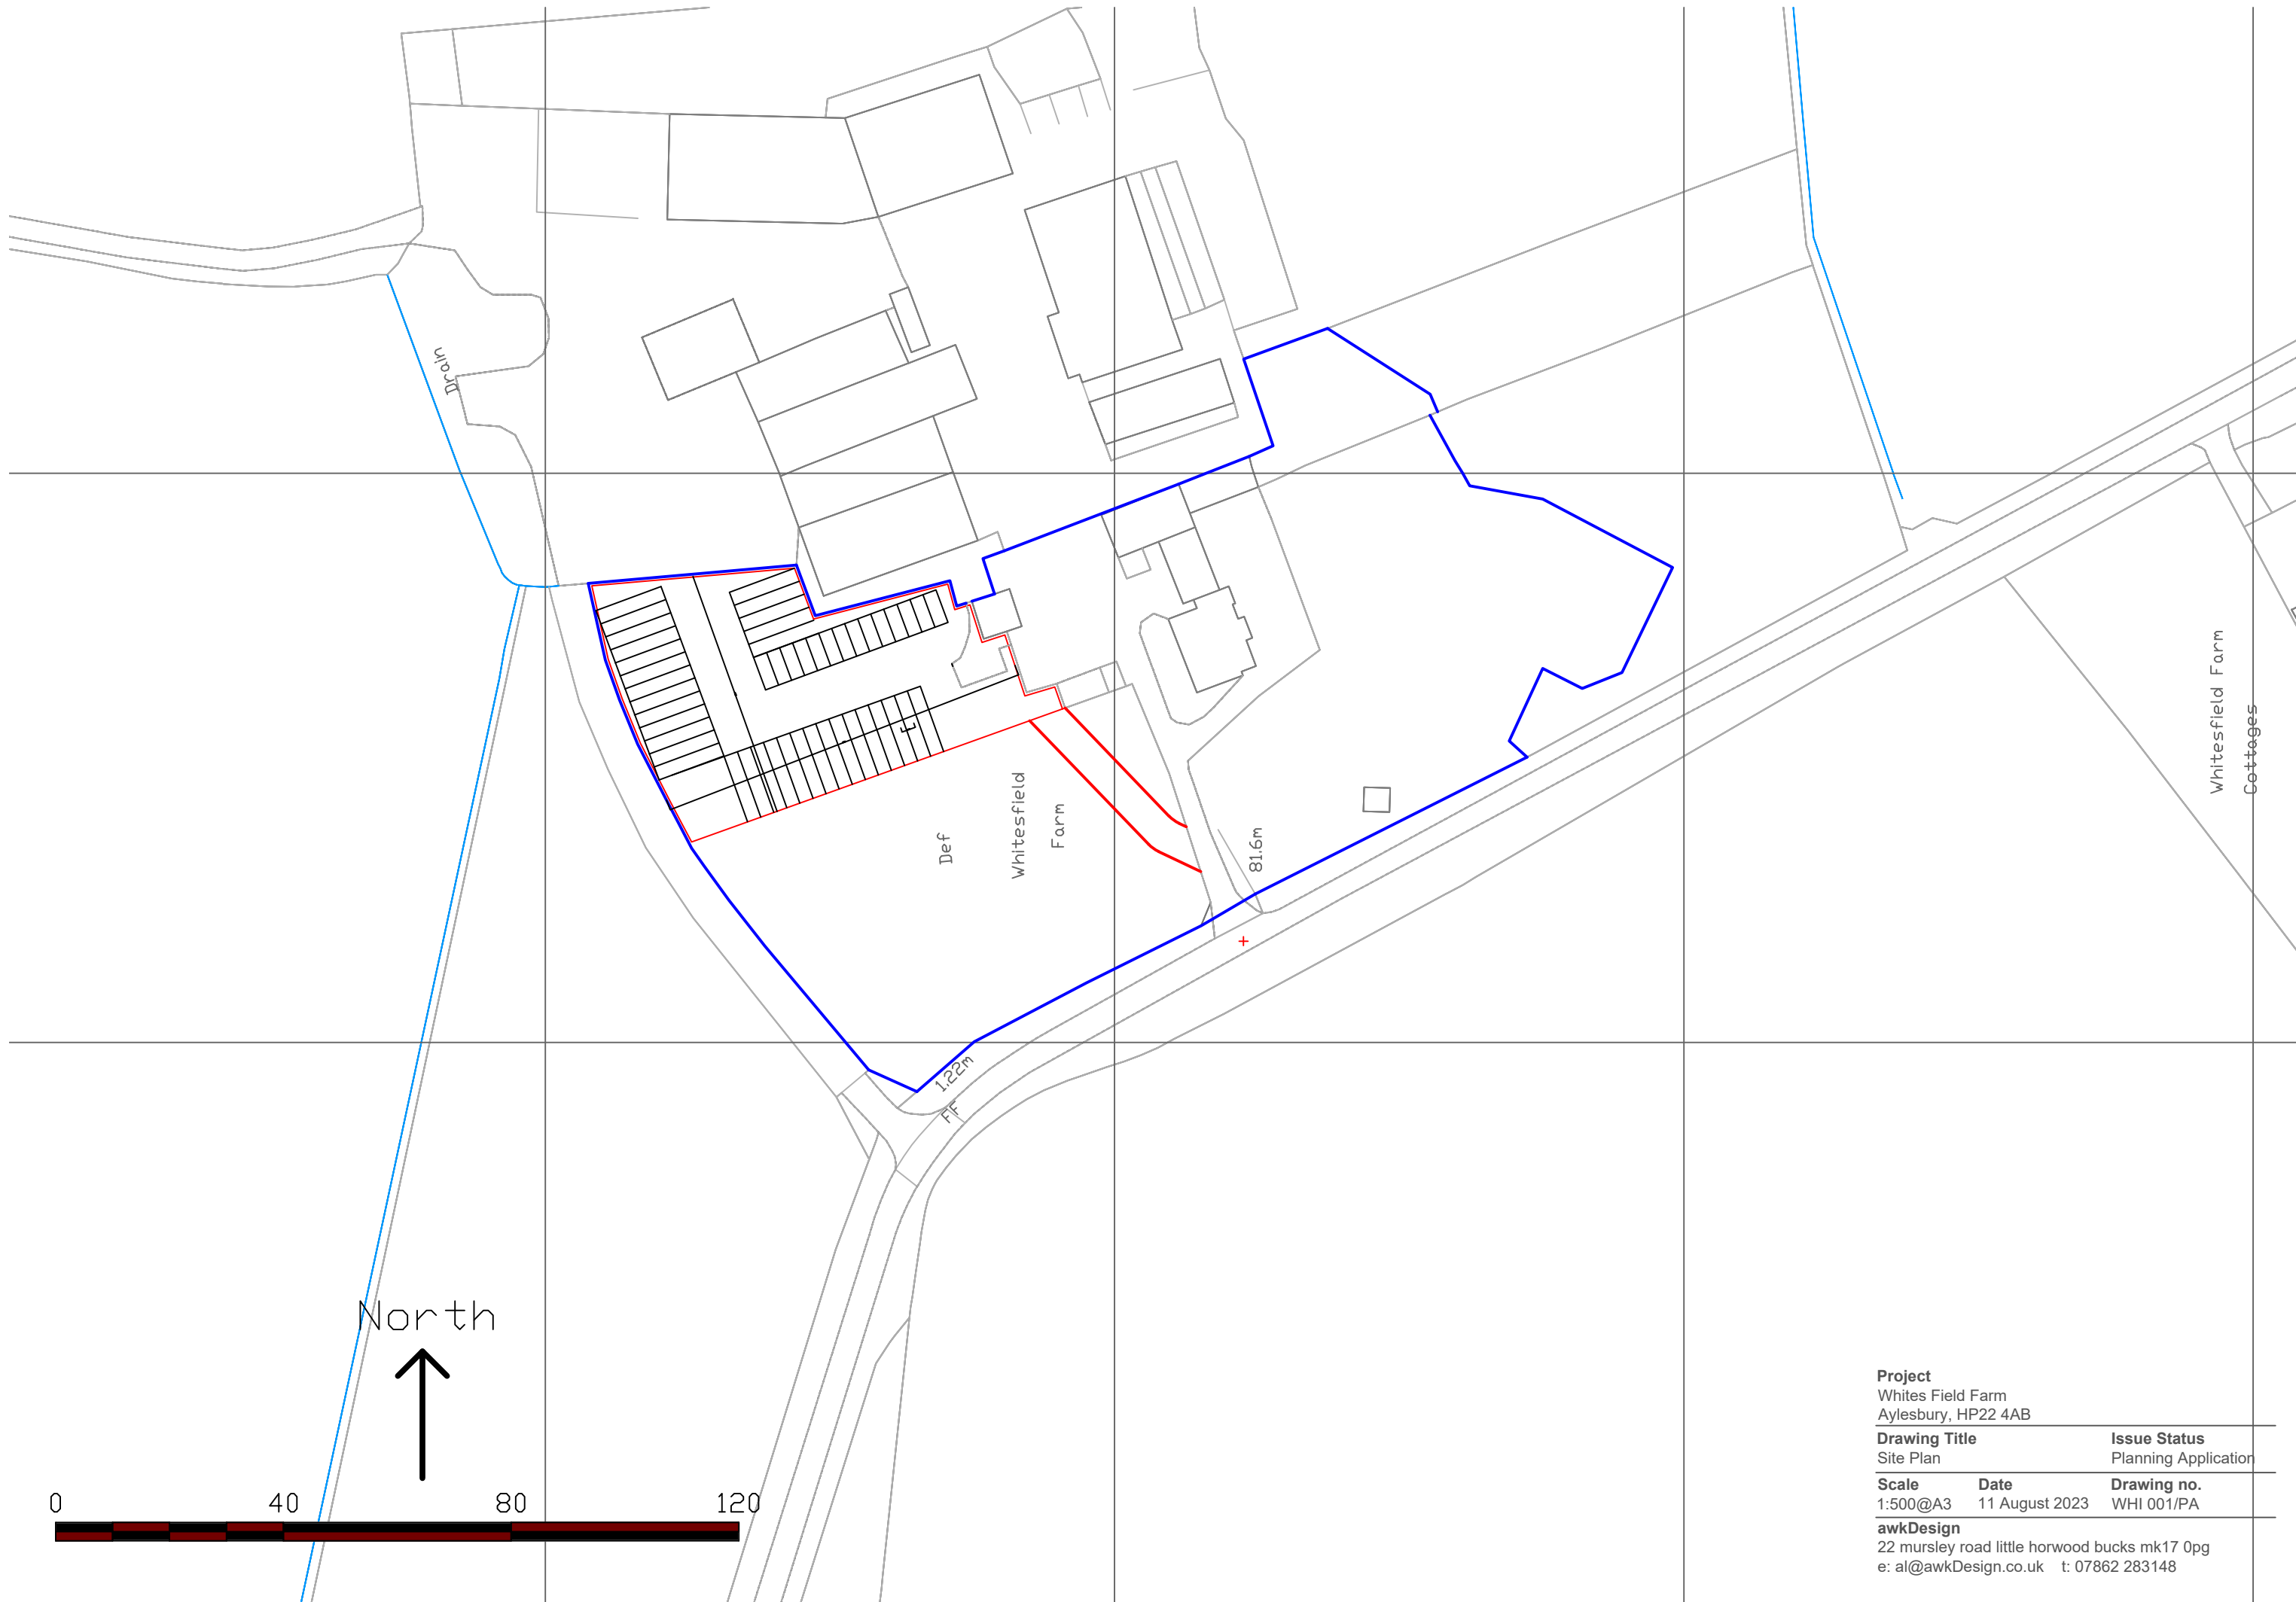 Drain
Def
Whitesfield
Farm
81.6m
Whitesfield Farm
Cottages
1.22m
FF
North
0 40 80 120
Project
Whites Field Farm
Aylesbury, HP22 4AB
Drawing Title Issue Status
Site Plan Planning Application
Scale Date Drawing no.
1:500@A3 11 August 2023 WHI 001/PA
awkDesign
22 mursley road little horwood bucks mk17 0pg
e: al@awkDesign.co.uk t: 07862 283148